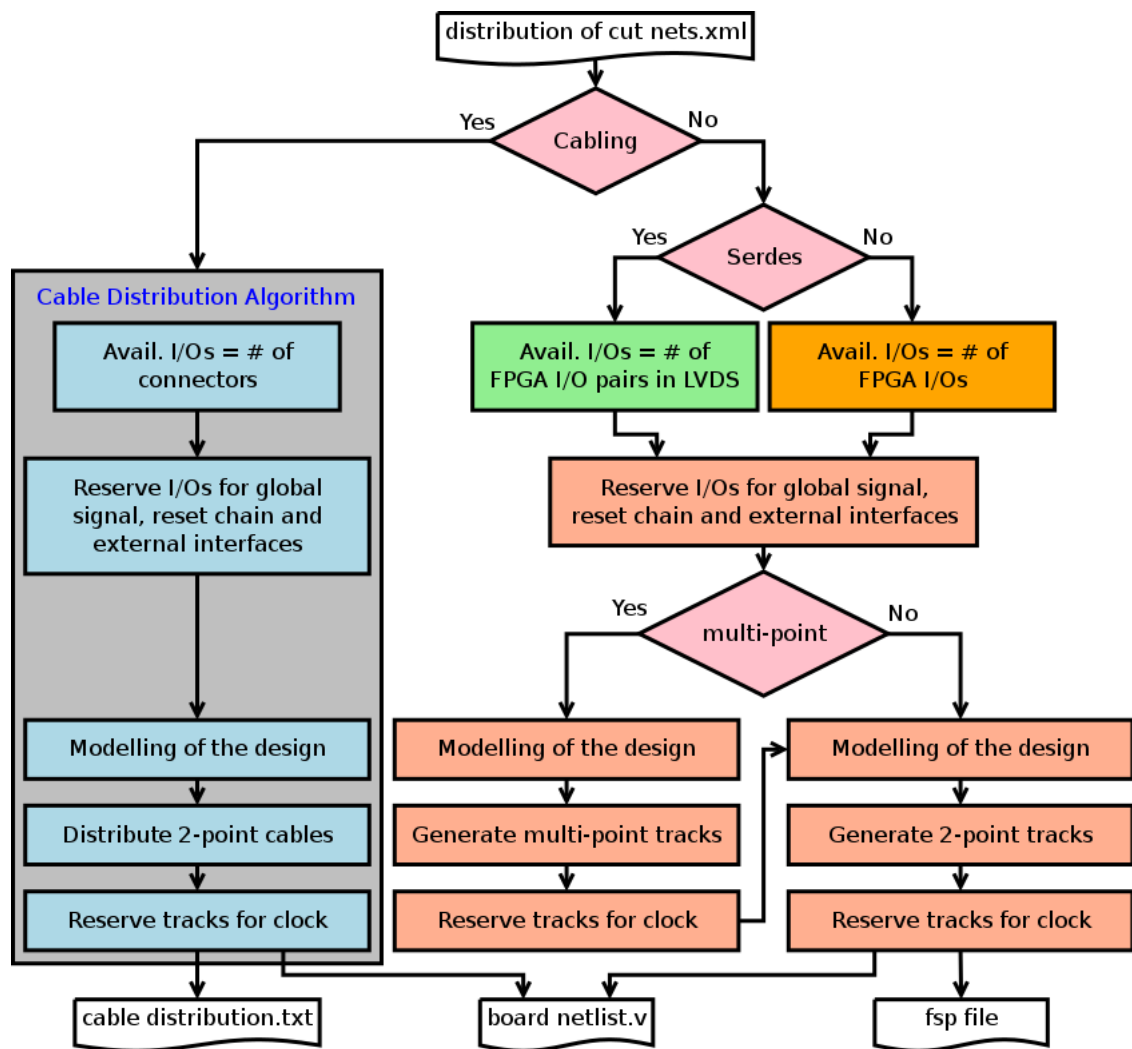 distribution of cut nets.xml
Yes
No
Cabling
Yes
No
Serdes
Cable Distribution Algorithm
Avail. I/Os = # of
connectors
Avail. I/Os = # of
FPGA I/O pairs in LVDS
Avail. I/Os = # of
FPGA I/Os
Reserve I/Os for global
signal, reset chain and
external interfaces
Reserve I/Os for global signal,
reset chain and external interfaces
Yes
No
multi-point
Modelling of the design
Modelling of the design
Modelling of the design
Distribute 2-point cables
Generate multi-point tracks
Generate 2-point tracks
Reserve tracks for clock
Reserve tracks for clock
Reserve tracks for clock
cable distribution.txt
board netlist.v
fsp file